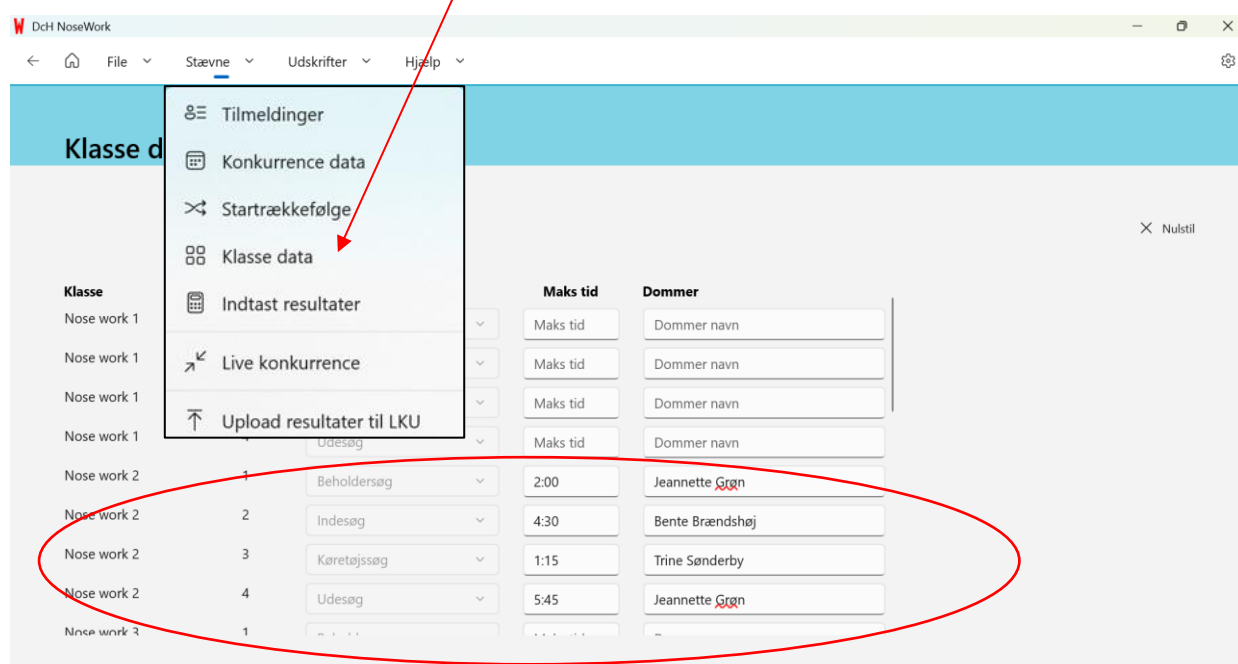 DcH NoseWork
File Stævne Udskrifter Hjælp
Klasse d
Tilmeldinger
Konkurrence data
Startrækkefølge
Klasse data
Indtast resultater
Live konkurrence
Upload resultater til LKU
Nulstil
Klasse Maks tid Dommer
Nose work 1 Maks tid Dommer navn
Nose work 1 Maks tid Dommer navn
Nose work 1 Maks tid Dommer navn
Nose work 1 Udesøg Maks tid Dommer navn
Nose work 2 1 Beholdersøg 2:00 Jeannette Grøn
Nose work 2 2 Indesøg 4:30 Bente Brændshøj
Nose work 2 3 Køretøjssøg 1:15 Trine Sønderby
Nose work 2 4 Udesøg 5:45 Jeannette Grøn
Nose work 3 1